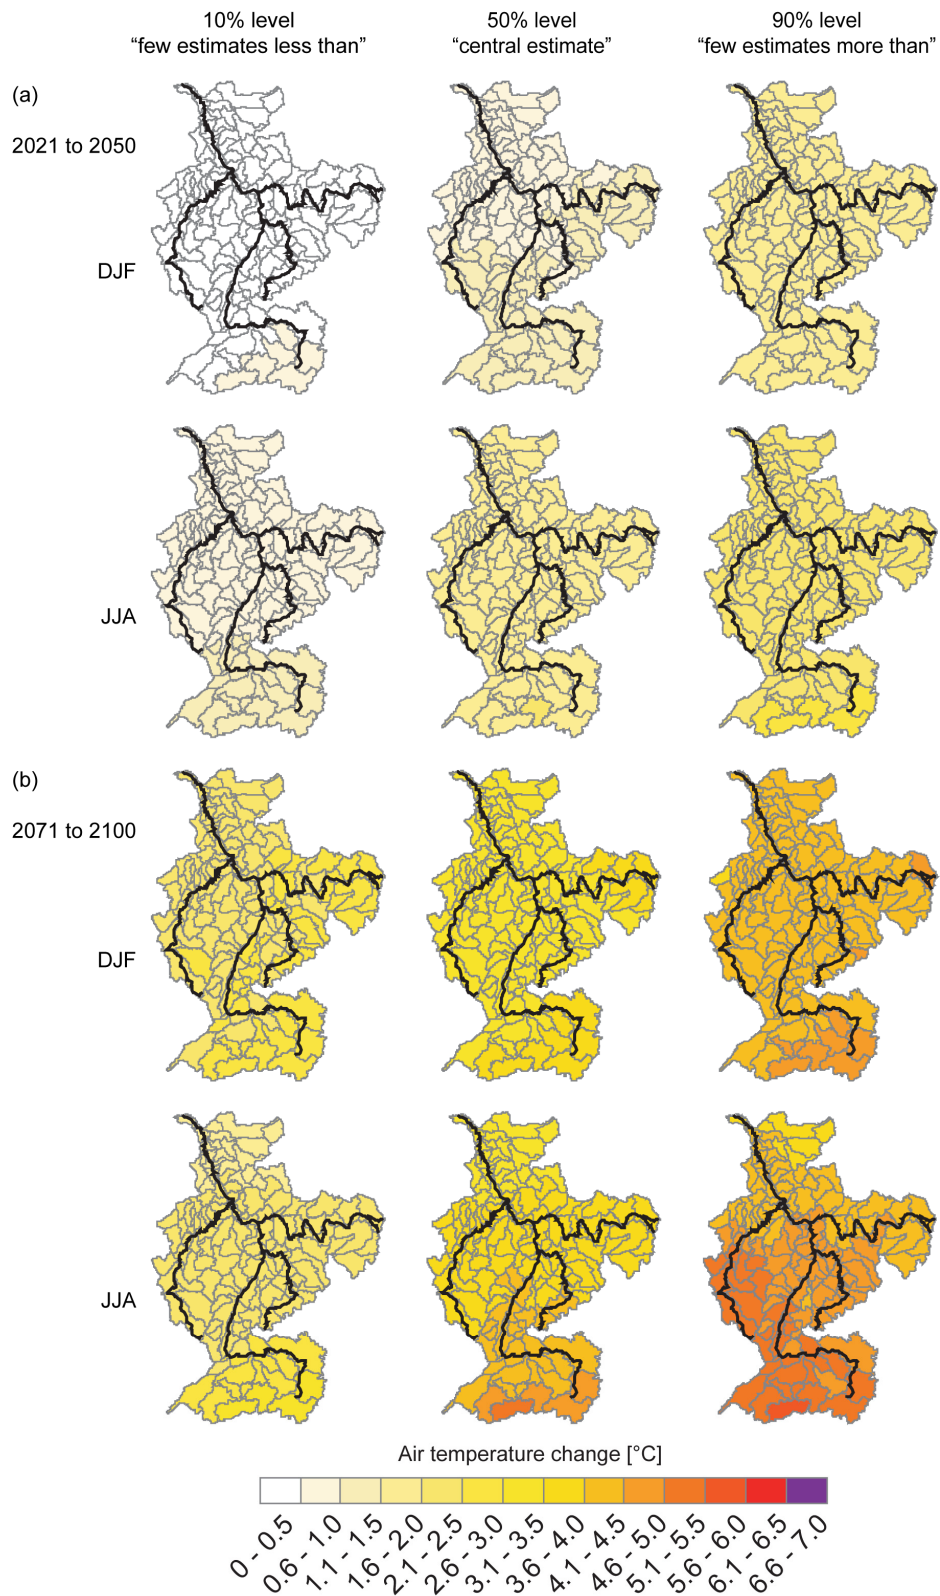 10% level
“few estimates less than”
50% level
“central estimate”
90% level
“few estimates more than”
(a)
2021 to 2050
DJF
JJA
(b)
2071 to 2100
DJF
JJA
Air temperature change [°C]
0 - 0.5
0.6 - 1.0
1.1 - 1.5
1.6 - 2.0
2.1 - 2.5
2.6 - 3.0
3.1 - 3.5
3.6 - 4.0
4.1 - 4.5
4.6 - 5.0
5.1 - 5.5
5.6 - 6.0
6.1 - 6.5
6.6 - 7.0